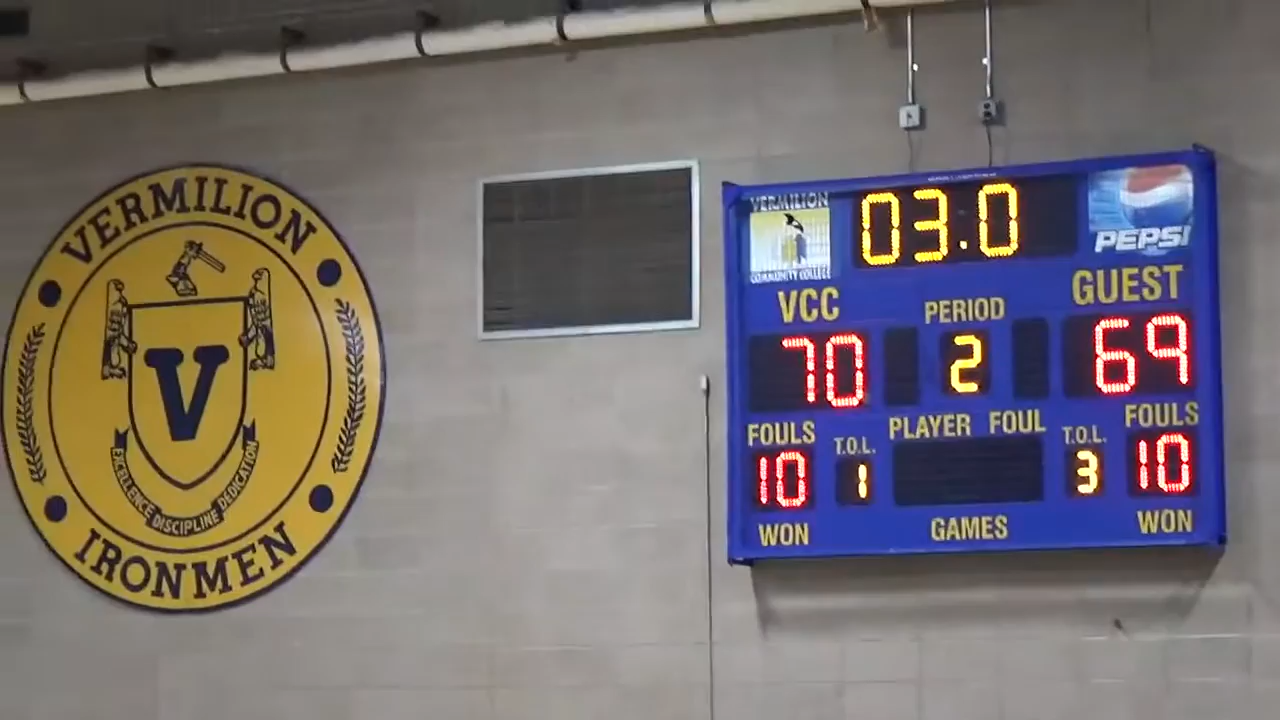 VERMILION
V
EXCELLENCE DISCIPLINE DEDICATION
IRONMEN
VERMILION
COMMUNITY COLLEGE
03.0
PEPSI
VCC
PERIOD
GUEST
70
2
69
FOULS
T.O.L.
PLAYER FOUL
T.O.L.
FOULS
10
1
3
10
WON
GAMES
WON